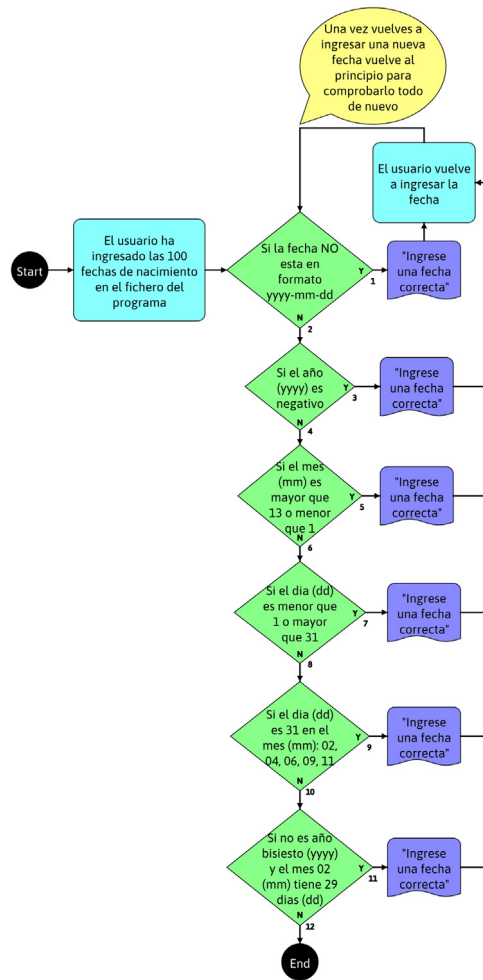 Una vez vuelves a
ingresar una nueva
fecha vuelve al
principio para
comprobarlo todo
de nuevo
El usuario vuelve
a ingresar la
fecha
Start
El usuario ha
ingresado las 100
fechas de nacimiento
en el fichero del
programa
Si la fecha NO
esta en
formato
yyyy-mm-dd
Y
1
"Ingrese
una fecha
correcta"
N
2
Si el año
(yyyy) es
negativo
Y
3
"Ingrese
una fecha
correcta"
N
4
Si el mes
(mm) es
mayor que
13 o menor
que 1
Y
5
"Ingrese
una fecha
correcta"
N
6
Si el dia (dd)
es menor que
1 o mayor
que 31
Y
7
"Ingrese
una fecha
correcta"
N
8
Si el dia (dd)
es 31 en el
mes (mm): 02,
04, 06, 09, 11
Y
9
"Ingrese
una fecha
correcta"
N
10
Si no es año
bisiesto (yyyy)
y el mes 02
(mm) tiene 29
dias (dd)
Y
11
"Ingrese
una fecha
correcta"
N
12
End